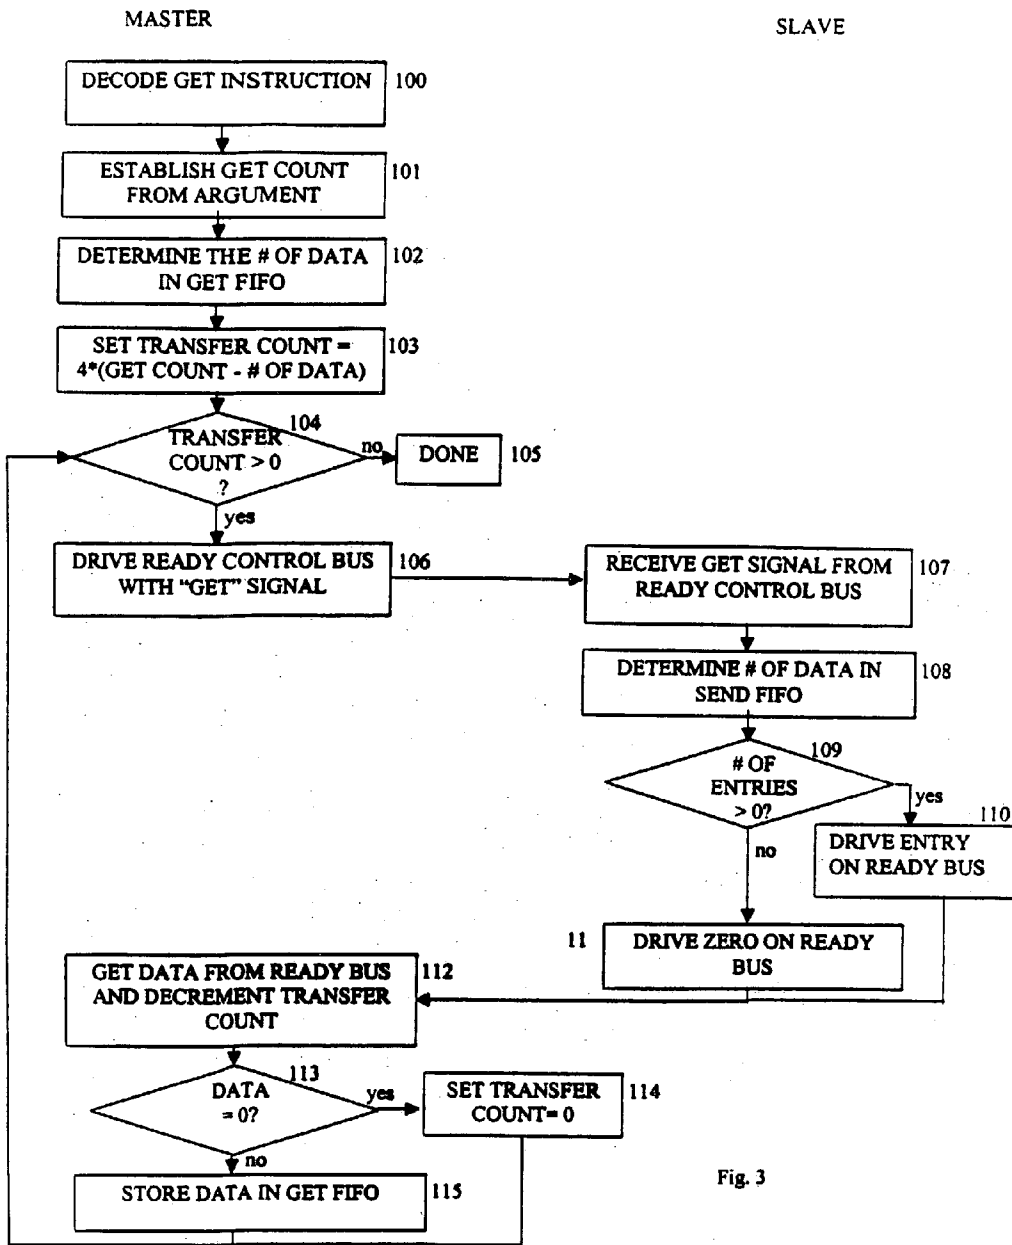 MASTER
SLAVE
DECODE GET INSTRUCTION
100
ESTABLISH GET COUNT
FROM ARGUMENT
101
DETERMINE THE # OF DATA
IN GET FIFO
102
SET TRANSFER COUNT =
4*(GET COUNT - # OF DATA)
103
104
TRANSFER
COUNT > 0
?
no
DONE
105
yes
DRIVE READY CONTROL BUS
WITH "GET" SIGNAL
106
RECEIVE GET SIGNAL FROM
READY CONTROL BUS
107
DETERMINE # OF DATA IN
SEND FIFO
108
109
# OF
ENTRIES
> 0?
yes
110
DRIVE ENTRY
ON READY BUS
no
11
DRIVE ZERO ON READY
BUS
GET DATA FROM READY BUS
AND DECREMENT TRANSFER
COUNT
112
113
DATA
= 0?
yes
SET TRANSFER
COUNT= 0
114
no
STORE DATA IN GET FIFO
115
Fig. 3